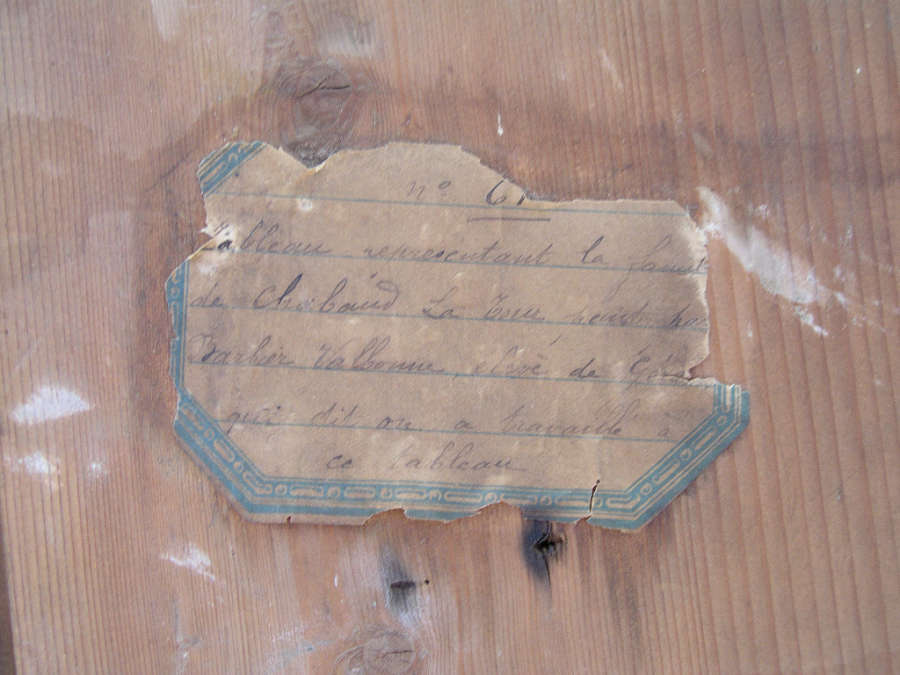 n° 61
Tableau representant la famil
de Chabaud La Tour, peint pa
Barbier Valbonne, élève de
qui, dit on a travaillé à
ce tableau